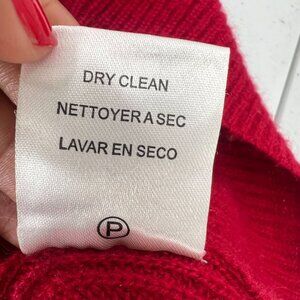 DRY CLEAN
NETTOYER A SEC
LAVAR EN SECO
P